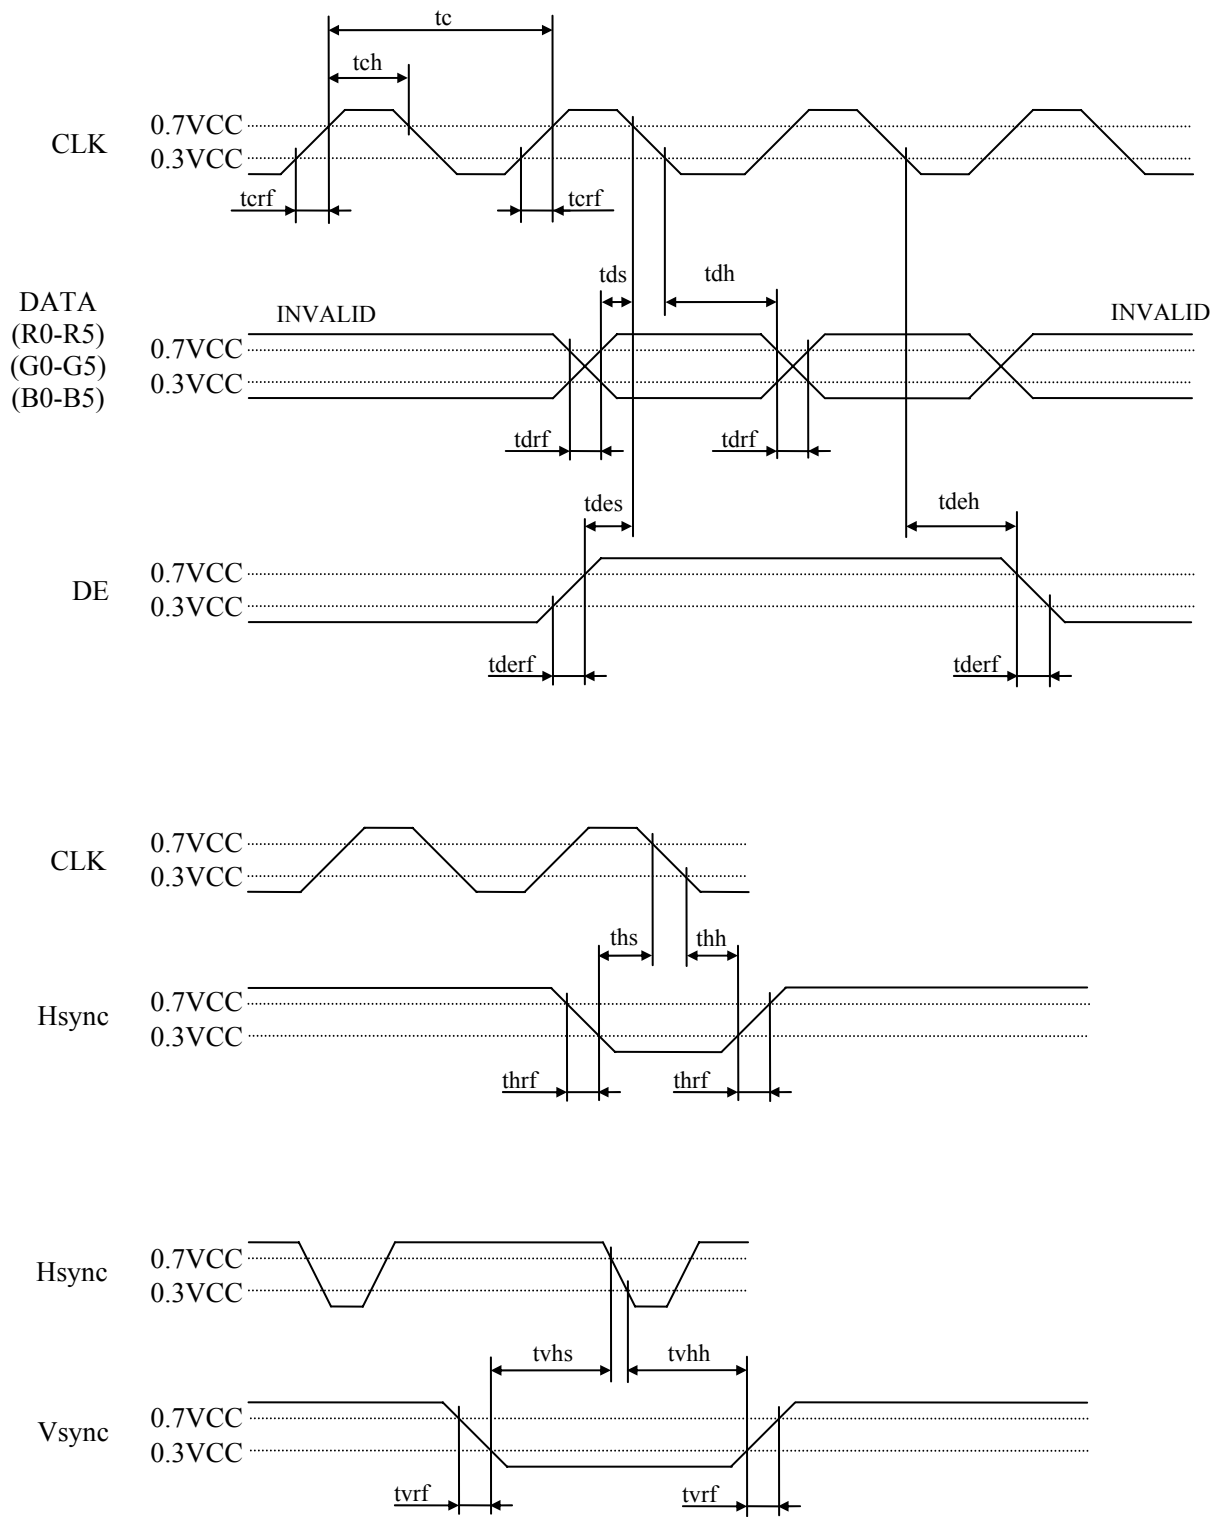 tc
tch
0.7VCC
CLK
0.3VCC
tcrf
tcrf
tds
tdh
DATA
(R0-R5)
(G0-G5)
(B0-B5)
INVALID
INVALID
0.7VCC
0.3VCC
tdrf
tdrf
tdes
tdeh
0.7VCC
DE
0.3VCC
tderf
tderf
0.7VCC
CLK
0.3VCC
ths
thh
0.7VCC
Hsync
0.3VCC
thrf
thrf
0.7VCC
Hsync
0.3VCC
tvhs
tvhh
0.7VCC
Vsync
0.3VCC
tvrf
tvrf